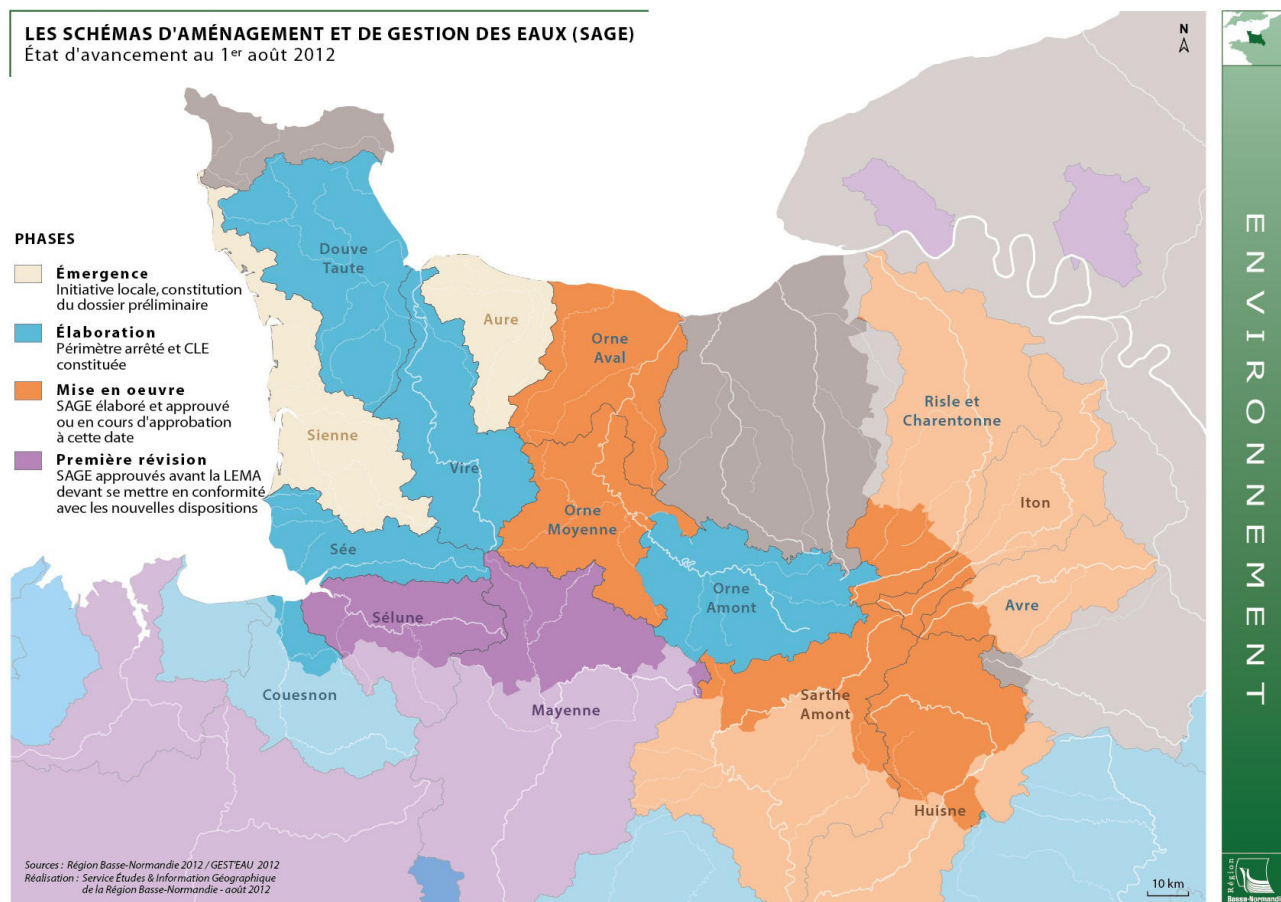 LES SCHÉMAS D'AMÉNAGEMENT ET DE GESTION DES EAUX (SAGE)
État d'avancement au 1er août 2012
N
PHASES
Émergence
Initiative locale, constitution
du dossier préliminaire
Élaboration
Périmètre arrêté et CLE
constituée
Mise en oeuvre
SAGE élaboré et approuvé
ou en cours d'approbation
à cette date
Première révision
SAGE approuvés avant la LEMA
devant se mettre en conformité
avec les nouvelles dispositions
Douve
Taute
Aure
Orne
Aval
Risle et
Charentonne
Sienne
Vire
Iton
Orne
Moyenne
Sée
Orne
Amont
Avre
Sélune
Couesnon
Mayenne
Sarthe
Amont
Huisne
Sources : Région Basse-Normandie 2012 / GEST'EAU 2012
Réalisation : Service Études & Information Géographique
de la Région Basse-Normandie - août 2012
10 km
ENVIRONNEMENT
Région
Basse-Normandie